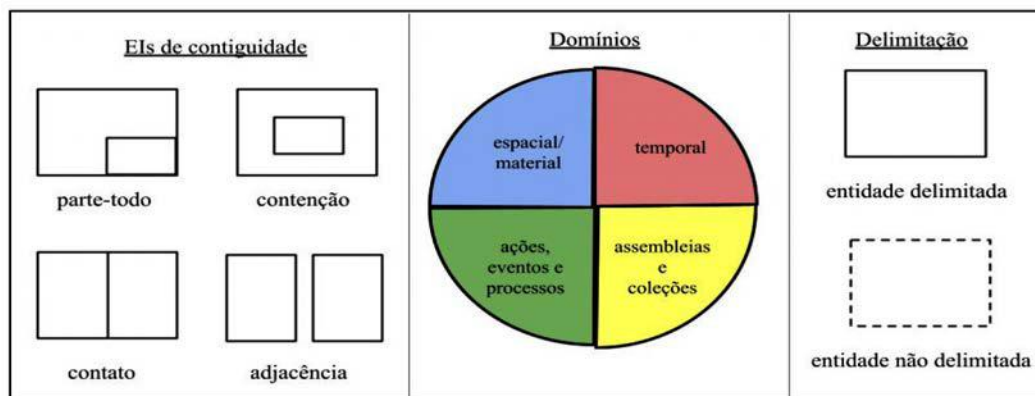 EIs de contiguidade
parte-todo
contenção
contato
adjacência
Domínios
espacial/
material
temporal
ações,
eventos e
processos
assembleias
e
coleções
Delimitação
entidade delimitada
entidade não delimitada